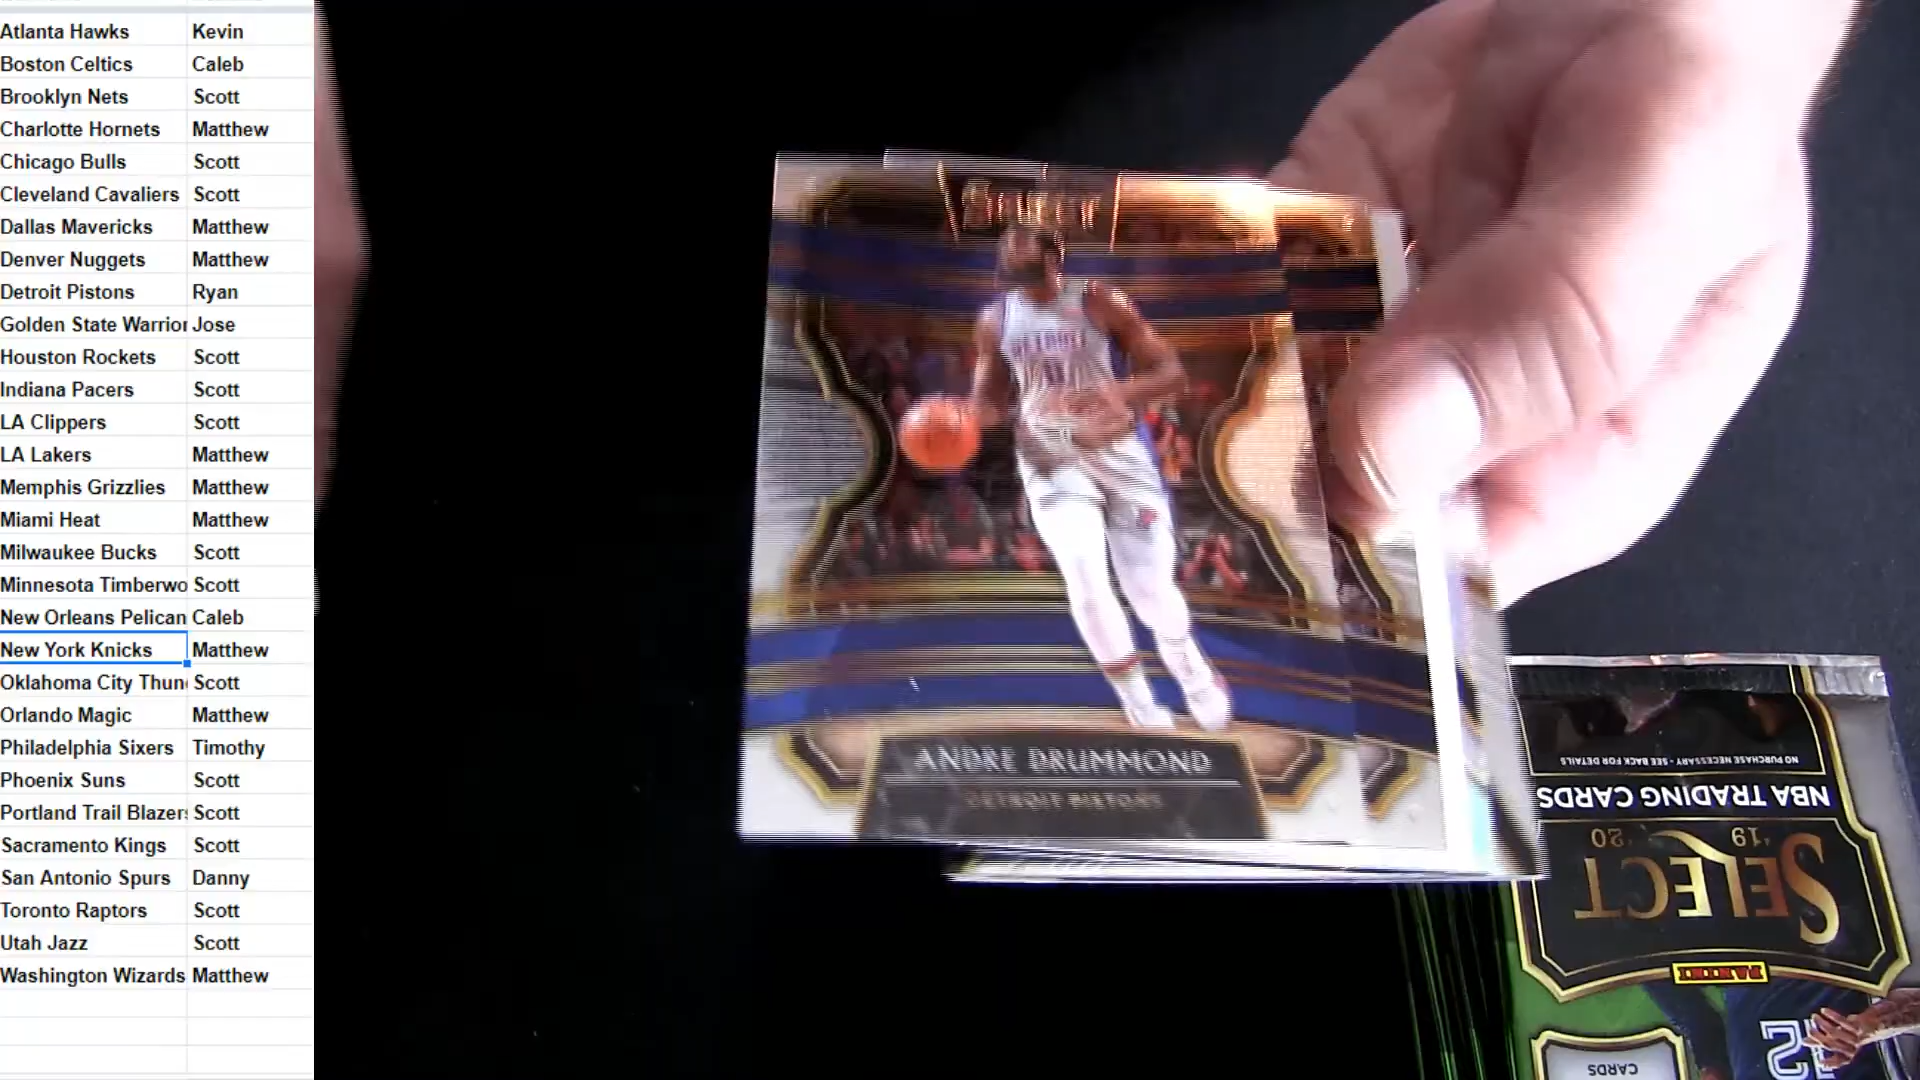 Atlanta Hawks Kevin
Boston Celtics Caleb
Brooklyn Nets Scott
Charlotte Hornets Matthew
Chicago Bulls Scott
Cleveland Cavaliers Scott
Dallas Mavericks Matthew
Denver Nuggets Matthew
Detroit Pistons Ryan
Golden State Warrior Jose
Houston Rockets Scott
Indiana Pacers Scott
LA Clippers Scott
LA Lakers Matthew
Memphis Grizzlies Matthew
Miami Heat Matthew
Milwaukee Bucks Scott
Minnesota Timberwo Scott
New Orleans Pelican Caleb
New York Knicks Matthew
Oklahoma City Thun Scott
Orlando Magic Matthew
Philadelphia Sixers Timothy
Phoenix Suns Scott
Portland Trail Blazers Scott
Sacramento Kings Scott
San Antonio Spurs Danny
Toronto Raptors Scott
Utah Jazz Scott
Washington Wizards Matthew
Select
DETROIT
ANDRE DRUMMOND
DETROIT PISTONS
NO PURCHASE NECESSARY - SEE BACK FOR DETAILS
NBA TRADING CARDS
'19 '20
SELECT
PANINI
CARDS